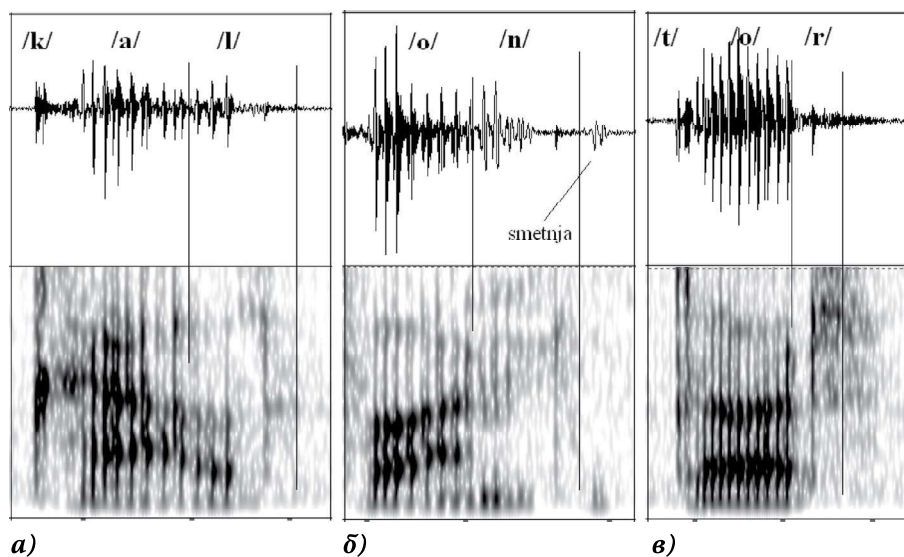 /k/ /a/ /l/ /o/ /n/ /t/ /o/ /r/
smetnja
а) б) в)